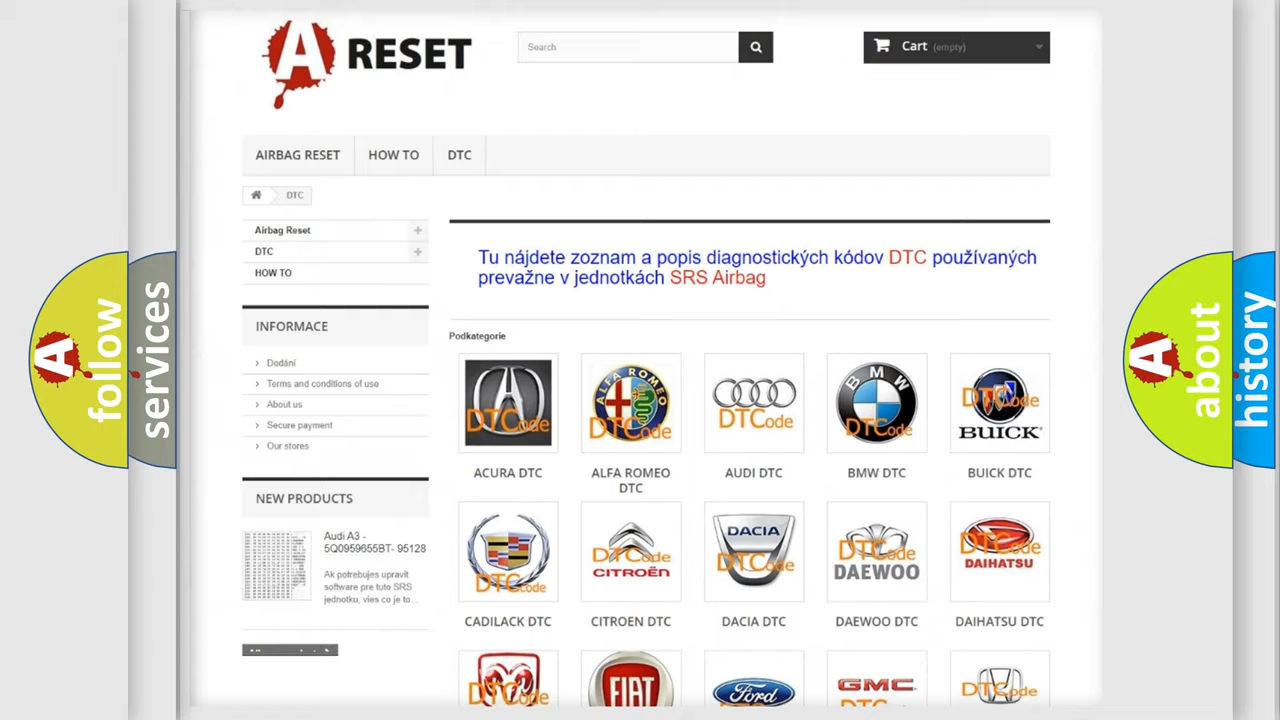 A RESET
Search
Cart (empty)
AIRBAG RESET
HOW TO
DTC
DTC
Airbag Reset
DTC
HOW TO
Tu nájdete zoznam a popis diagnostických kódov DTC používaných
prevažne v jednotkách SRS Airbag
INFORMACE
Podkategorie
Dodání
Terms and conditions of use
About us
Secure payment
Our stores
ALFA ROMEO
DTCode
DTCode
DTCode
BMW
DTCode
DTCode
BUICK
ACURA DTC
ALFA ROMEO
DTC
AUDI DTC
BMW DTC
BUICK DTC
NEW PRODUCTS
Audi A3 -
5Q0959655BT- 95128
Ak potrebujes upravit
software pre tuto SRS
jednotku, vies co je to...
DTCode
DTCode
CITROËN
DACIA
DTCode
DTCode
DAEWOO
DTCode
DAIHATSU
CADILACK DTC
CITROEN DTC
DACIA DTC
DAEWOO DTC
DAIHATSU DTC
DTCode
FIAT
Ford
GMC
DTCode
A follow
services
A about
history